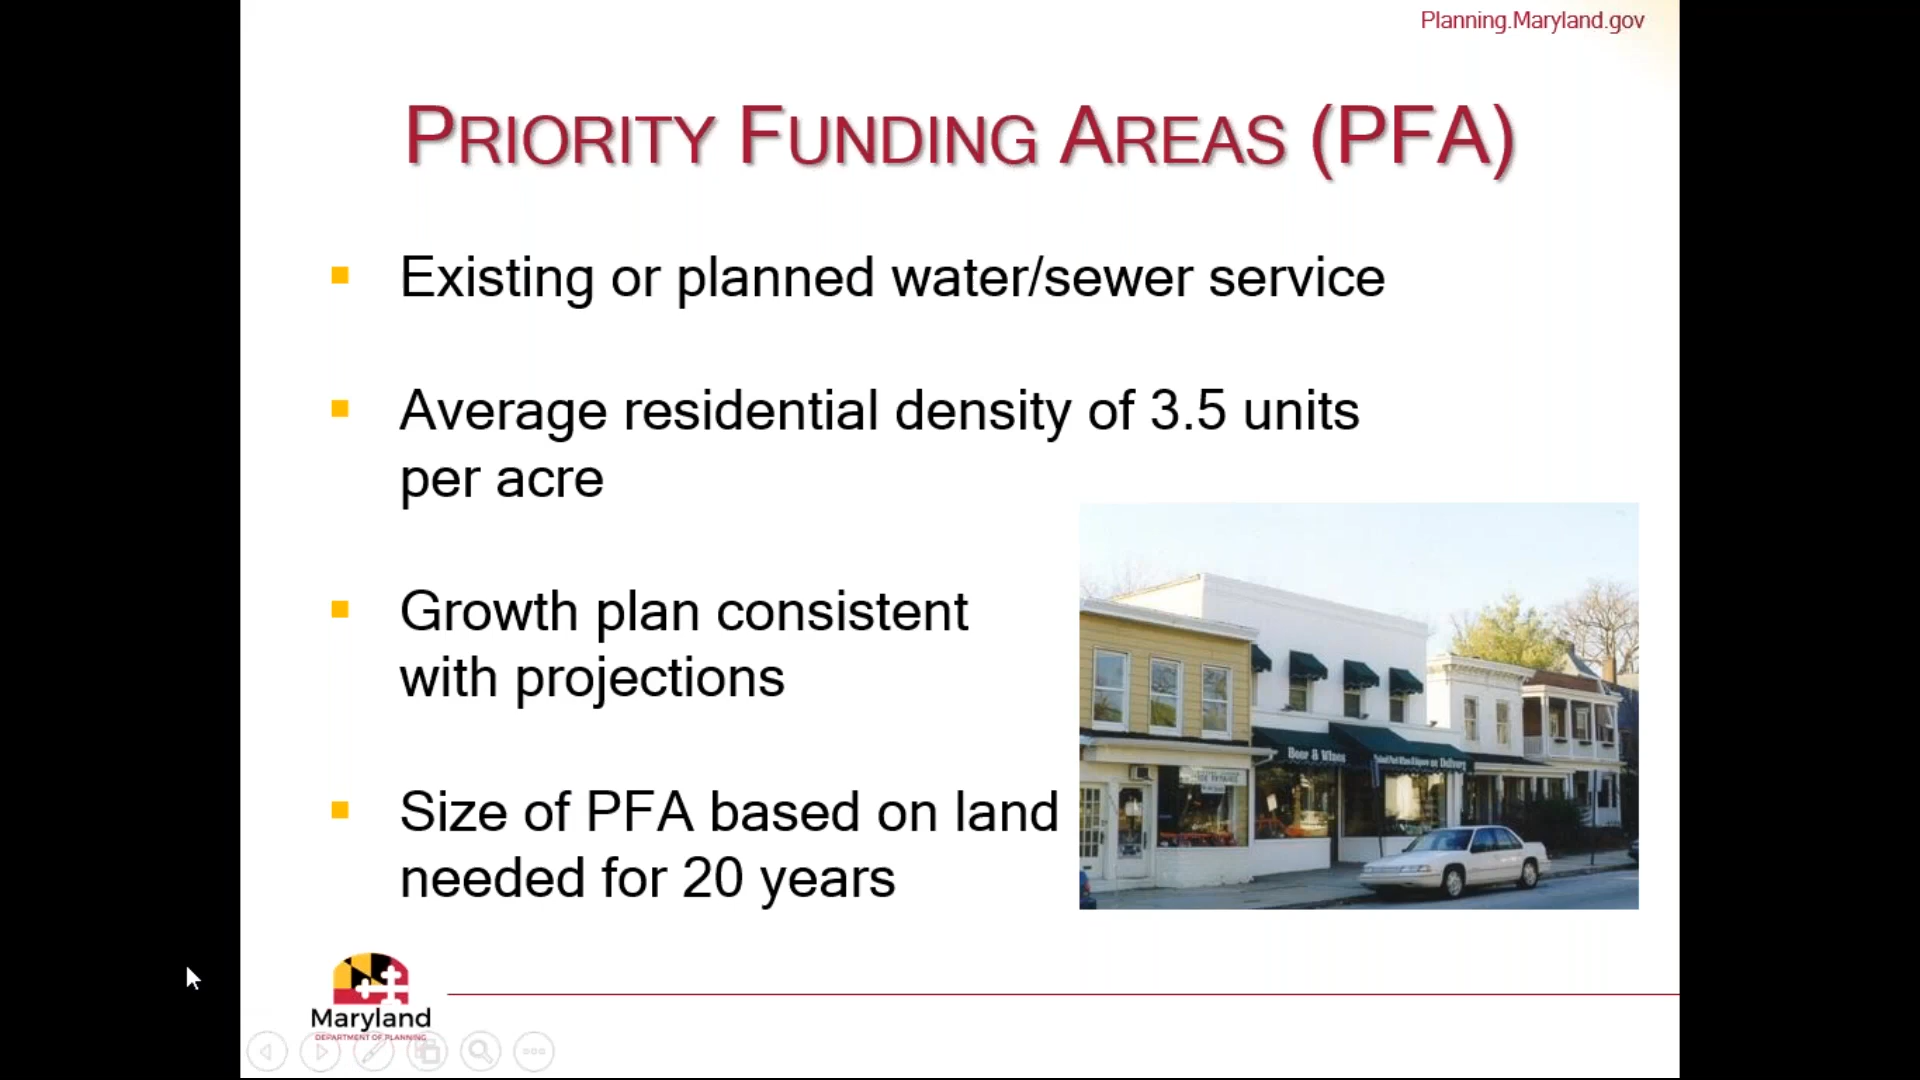 Planning.Maryland.gov
PRIORITY FUNDING AREAS (PFA)
Existing or planned water/sewer service
Average residential density of 3.5 units
per acre
Growth plan consistent
with projections
Size of PFA based on land
needed for 20 years
Beer & Wines
Delivery
Maryland
DEPARTMENT OF PLANNING